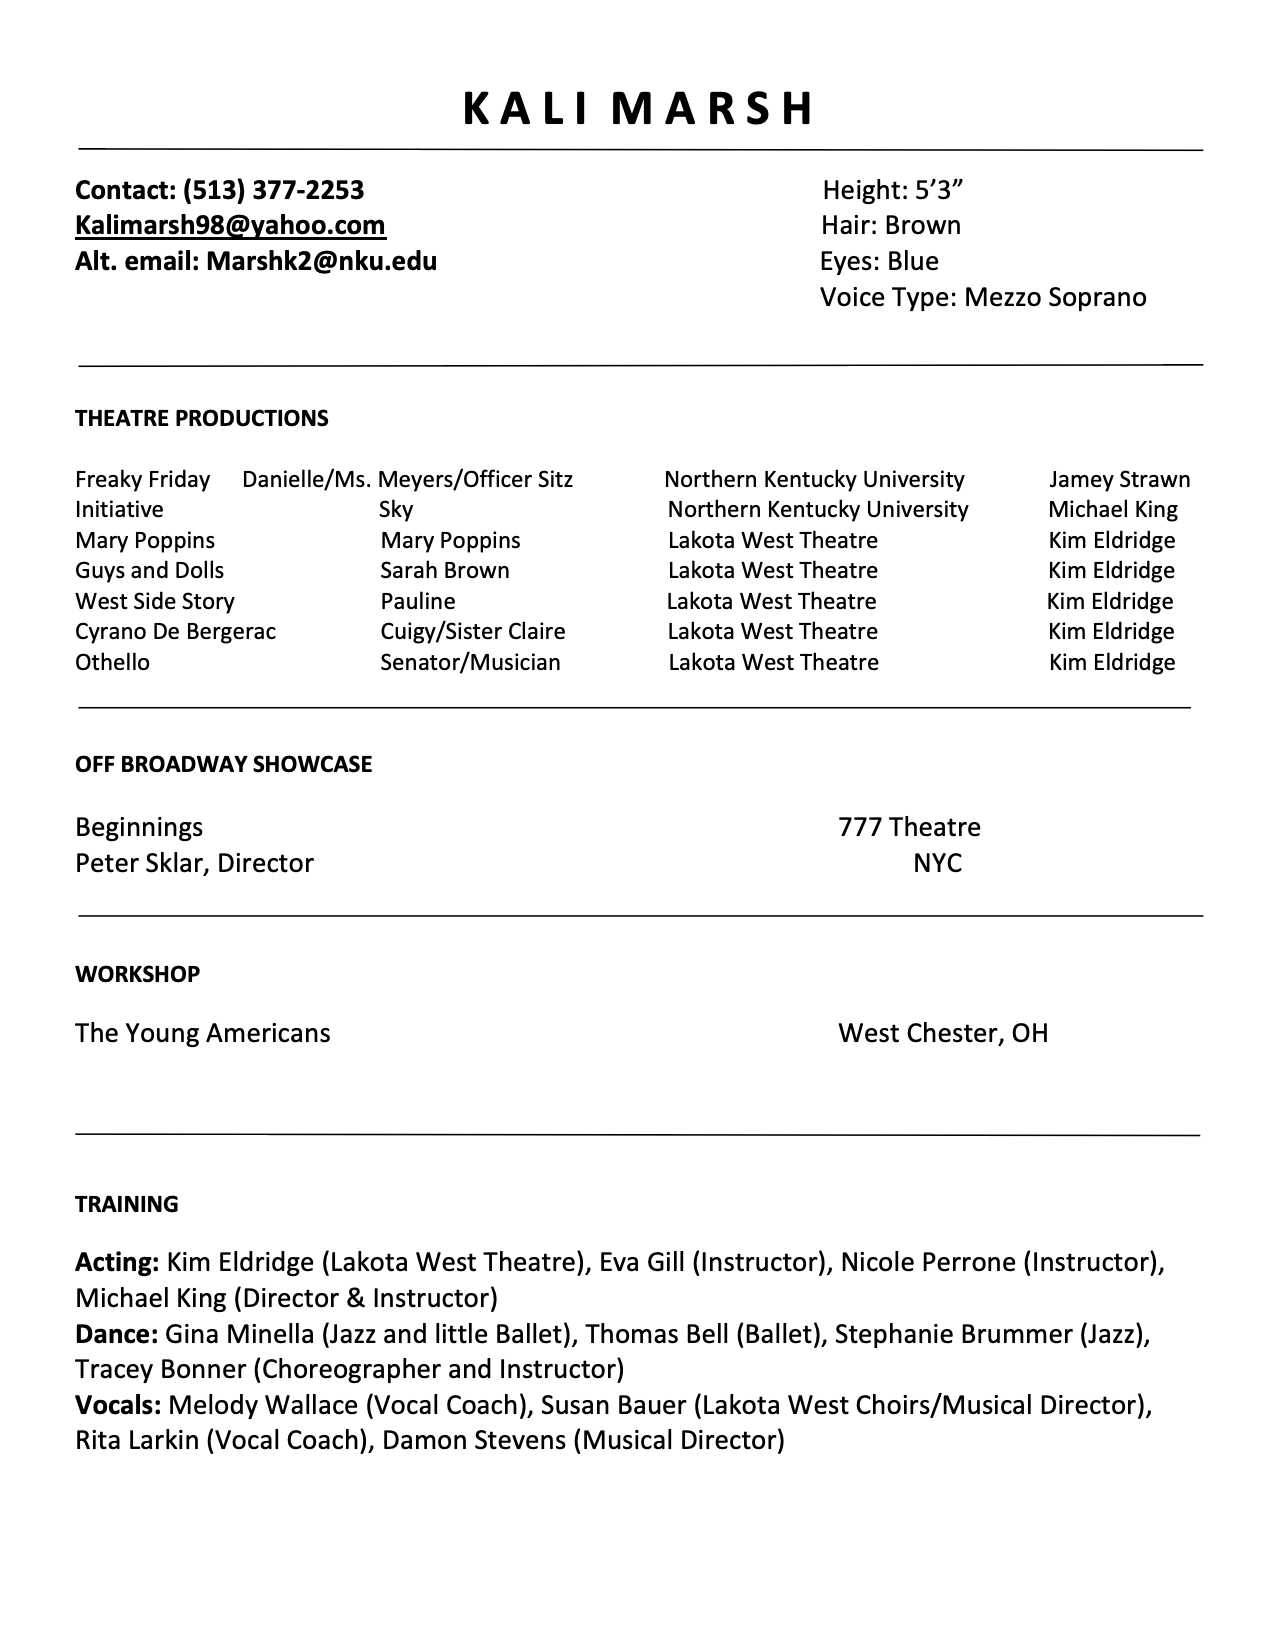 KALI MARSH
Contact: (513) 377-2253 Height: 5’3”
Kalimarsh98@yahoo.com Hair: Brown
Alt. email: Marshk2@nku.edu Eyes: Blue
Voice Type: Mezzo Soprano
THEATRE PRODUCTIONS
Freaky Friday Danielle/Ms. Meyers/Officer Sitz Northern Kentucky University Jamey Strawn
Initiative Sky Northern Kentucky University Michael King
Mary Poppins Mary Poppins Lakota West Theatre Kim Eldridge
Guys and Dolls Sarah Brown Lakota West Theatre Kim Eldridge
West Side Story Pauline Lakota West Theatre Kim Eldridge
Cyrano De Bergerac Cuigy/Sister Claire Lakota West Theatre Kim Eldridge
Othello Senator/Musician Lakota West Theatre Kim Eldridge
OFF BROADWAY SHOWCASE
Beginnings 777 Theatre
Peter Sklar, Director NYC
WORKSHOP
The Young Americans West Chester, OH
TRAINING
Acting: Kim Eldridge (Lakota West Theatre), Eva Gill (Instructor), Nicole Perrone (Instructor),
Michael King (Director & Instructor)
Dance: Gina Minella (Jazz and little Ballet), Thomas Bell (Ballet), Stephanie Brummer (Jazz),
Tracey Bonner (Choreographer and Instructor)
Vocals: Melody Wallace (Vocal Coach), Susan Bauer (Lakota West Choirs/Musical Director),
Rita Larkin (Vocal Coach), Damon Stevens (Musical Director)